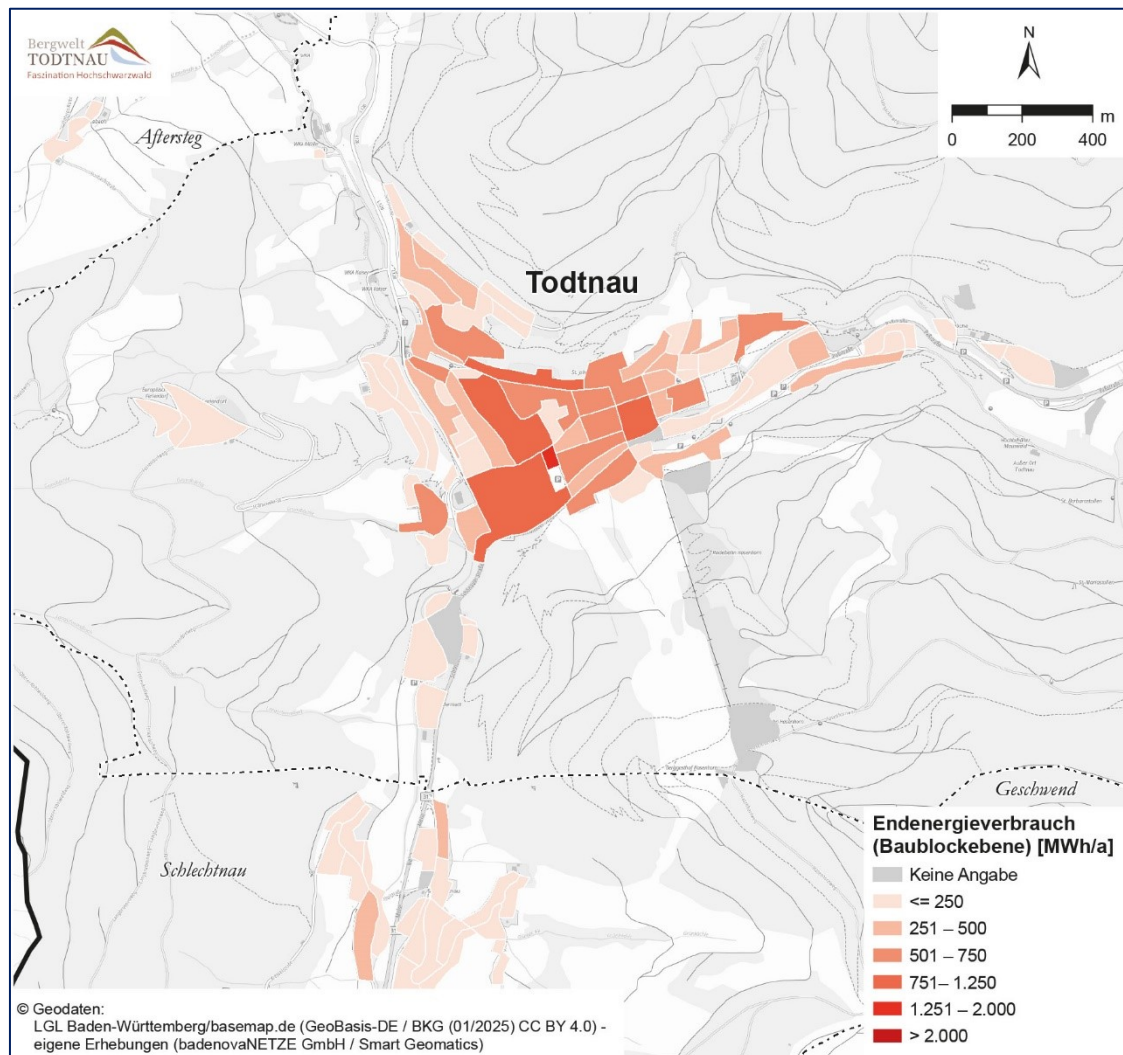 Bergwelt
TODTNAU
Faszination Hochschwarzwald
N
0 200 400 m
Aftersteg
Todtnau
Geschwend
Schlechtnau
Endenergieverbrauch
(Baublockebene) [MWh/a]
Keine Angabe
<= 250
251 – 500
501 – 750
751– 1.250
1.251 – 2.000
> 2.000
© Geodaten:
LGL Baden-Württemberg/basemap.de (GeoBasis-DE / BKG (01/2025) CC BY 4.0) -
eigene Erhebungen (badenovaNETZE GmbH / Smart Geomatics)